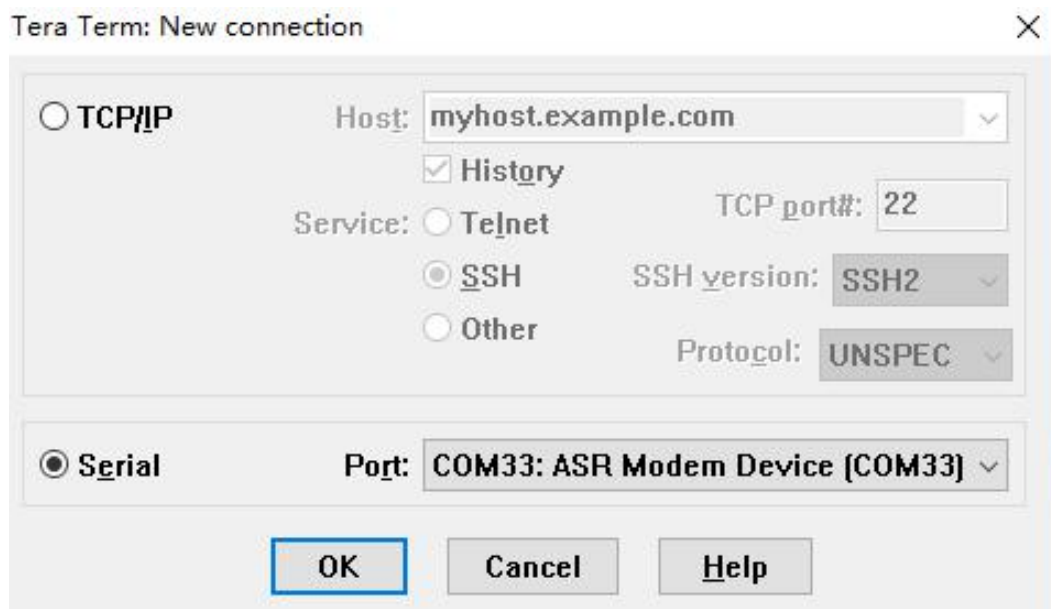 Tera Term: New connection
TCP/IP Host: myhost.example.com
History
Service: Telnet TCP port#: 22
SSH SSH version: SSH2
Other Protocol: UNSPEC
Serial Port: COM33: ASR Modem Device (COM33)
OK Cancel Help